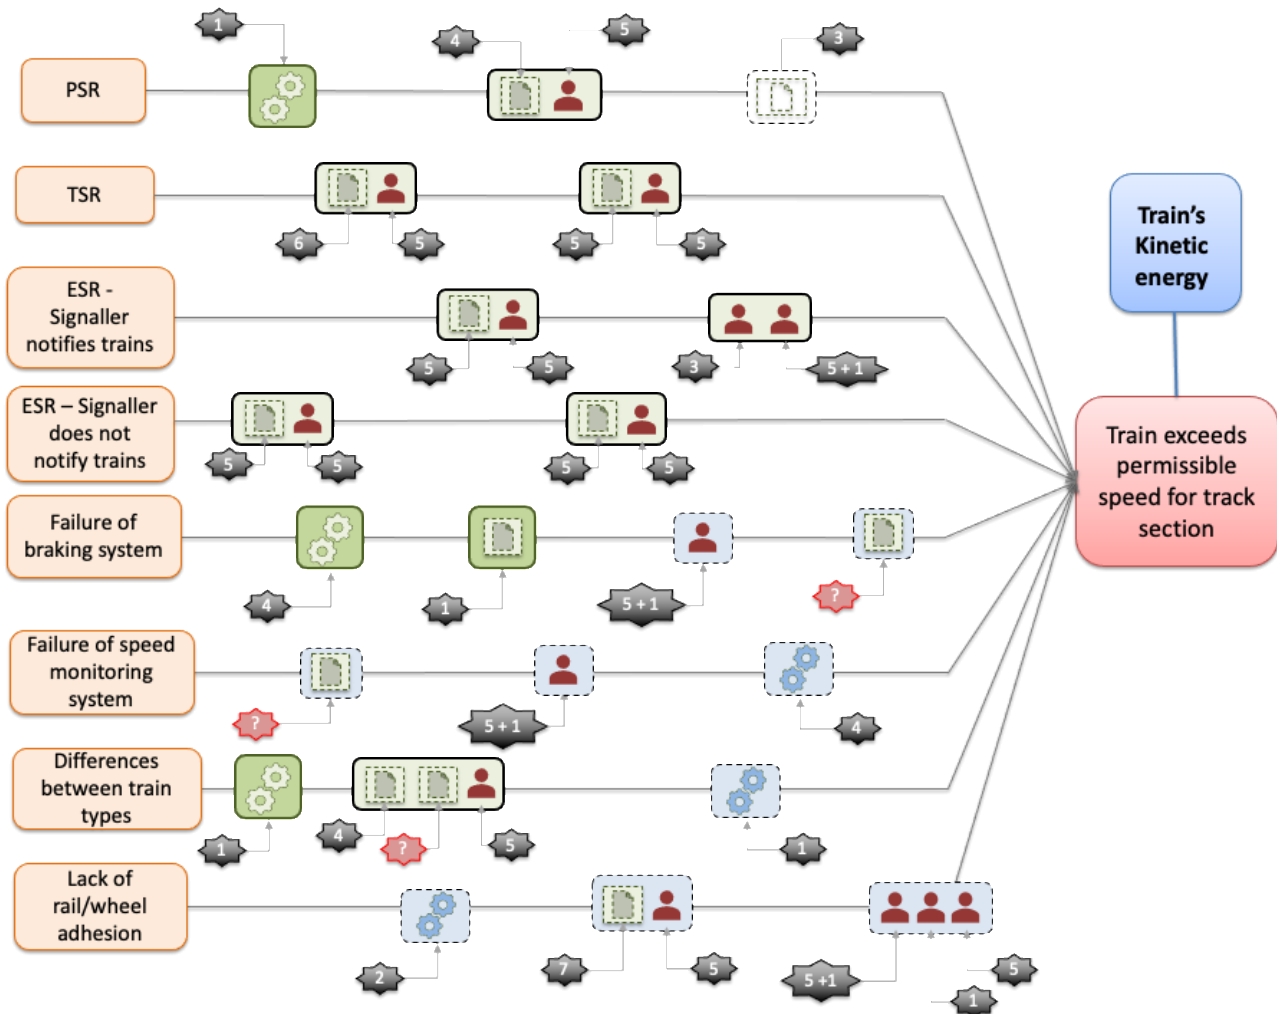 1
4
5
3
PSR
TSR
6
5
5
5
Train's
Kinetic
energy
ESR -
Signaller
notifies trains
5
5
3
5 + 1
ESR – Signaller
does not
notify trains
5
5
5
5
Train exceeds
permissible
speed for track
section
Failure of
braking system
4
1
5 + 1
?
Failure of speed
monitoring
system
?
5 + 1
4
Differences
between train
types
1
4
?
5
1
Lack of
rail/wheel
adhesion
2
7
5
5 +1
5
1